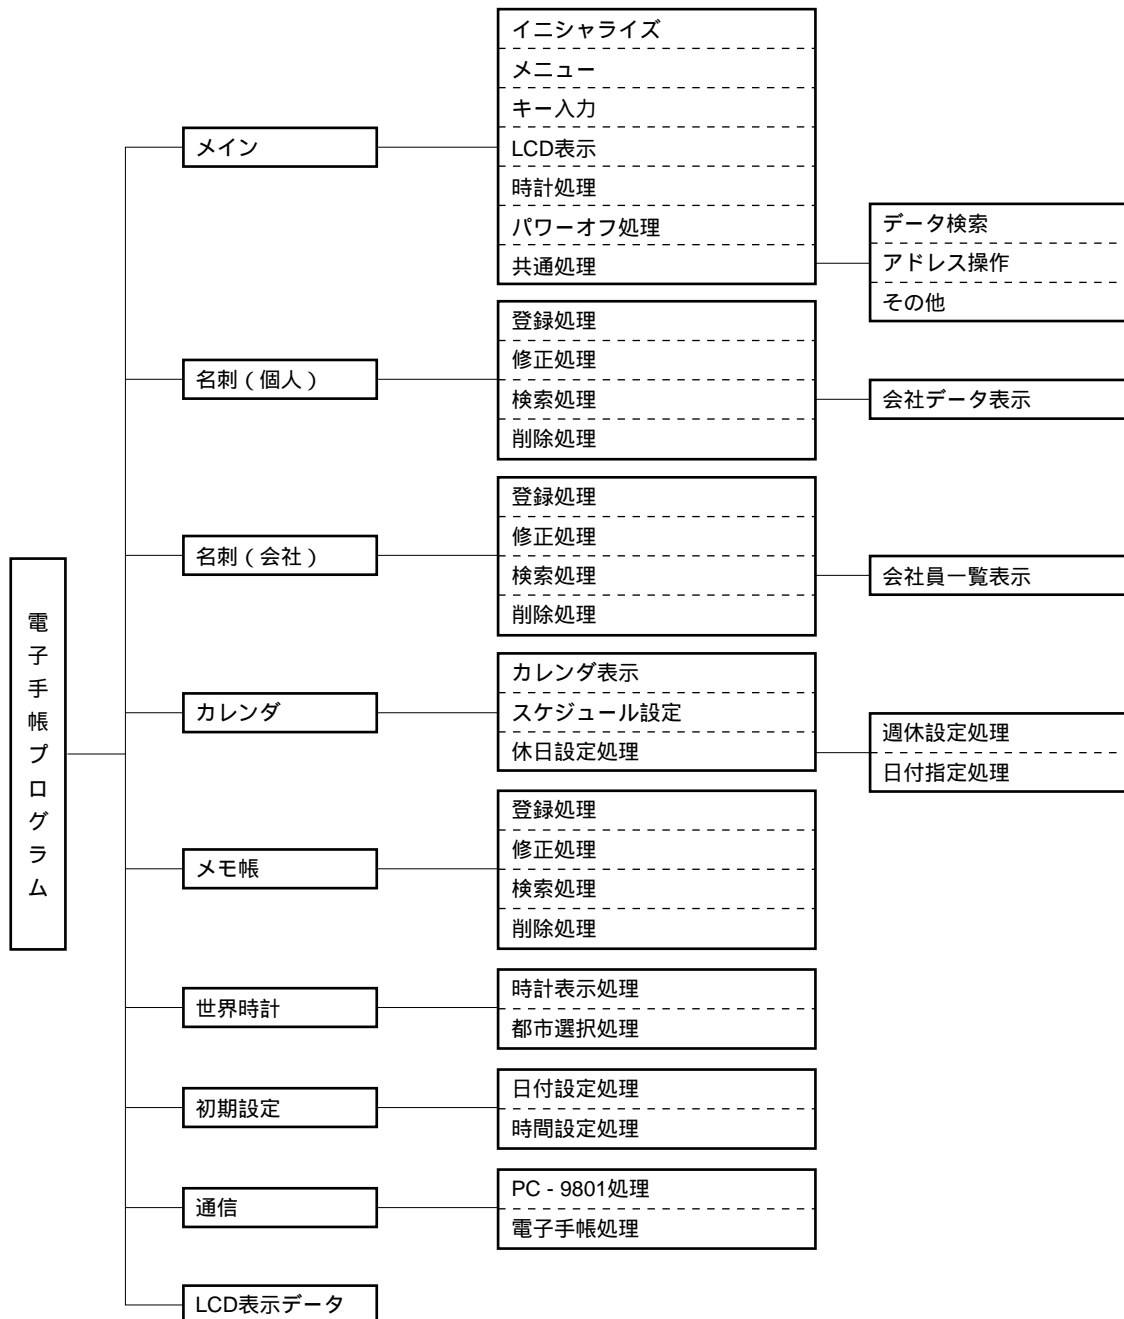 電子手帳プログラム
メイン
イニシャライズ
メニュー
キー入力
LCD表示
時計処理
パワーオフ処理
共通処理
データ検索
アドレス操作
その他
名刺（個人）
登録処理
修正処理
検索処理
削除処理
会社データ表示
名刺（会社）
登録処理
修正処理
検索処理
削除処理
会社員一覧表示
カレンダ
カレンダ表示
スケジュール設定
休日設定処理
週休設定処理
日付指定処理
メモ帳
登録処理
修正処理
検索処理
削除処理
世界時計
時計表示処理
都市選択処理
初期設定
日付設定処理
時間設定処理
通信
PC - 9801処理
電子手帳処理
LCD表示データ